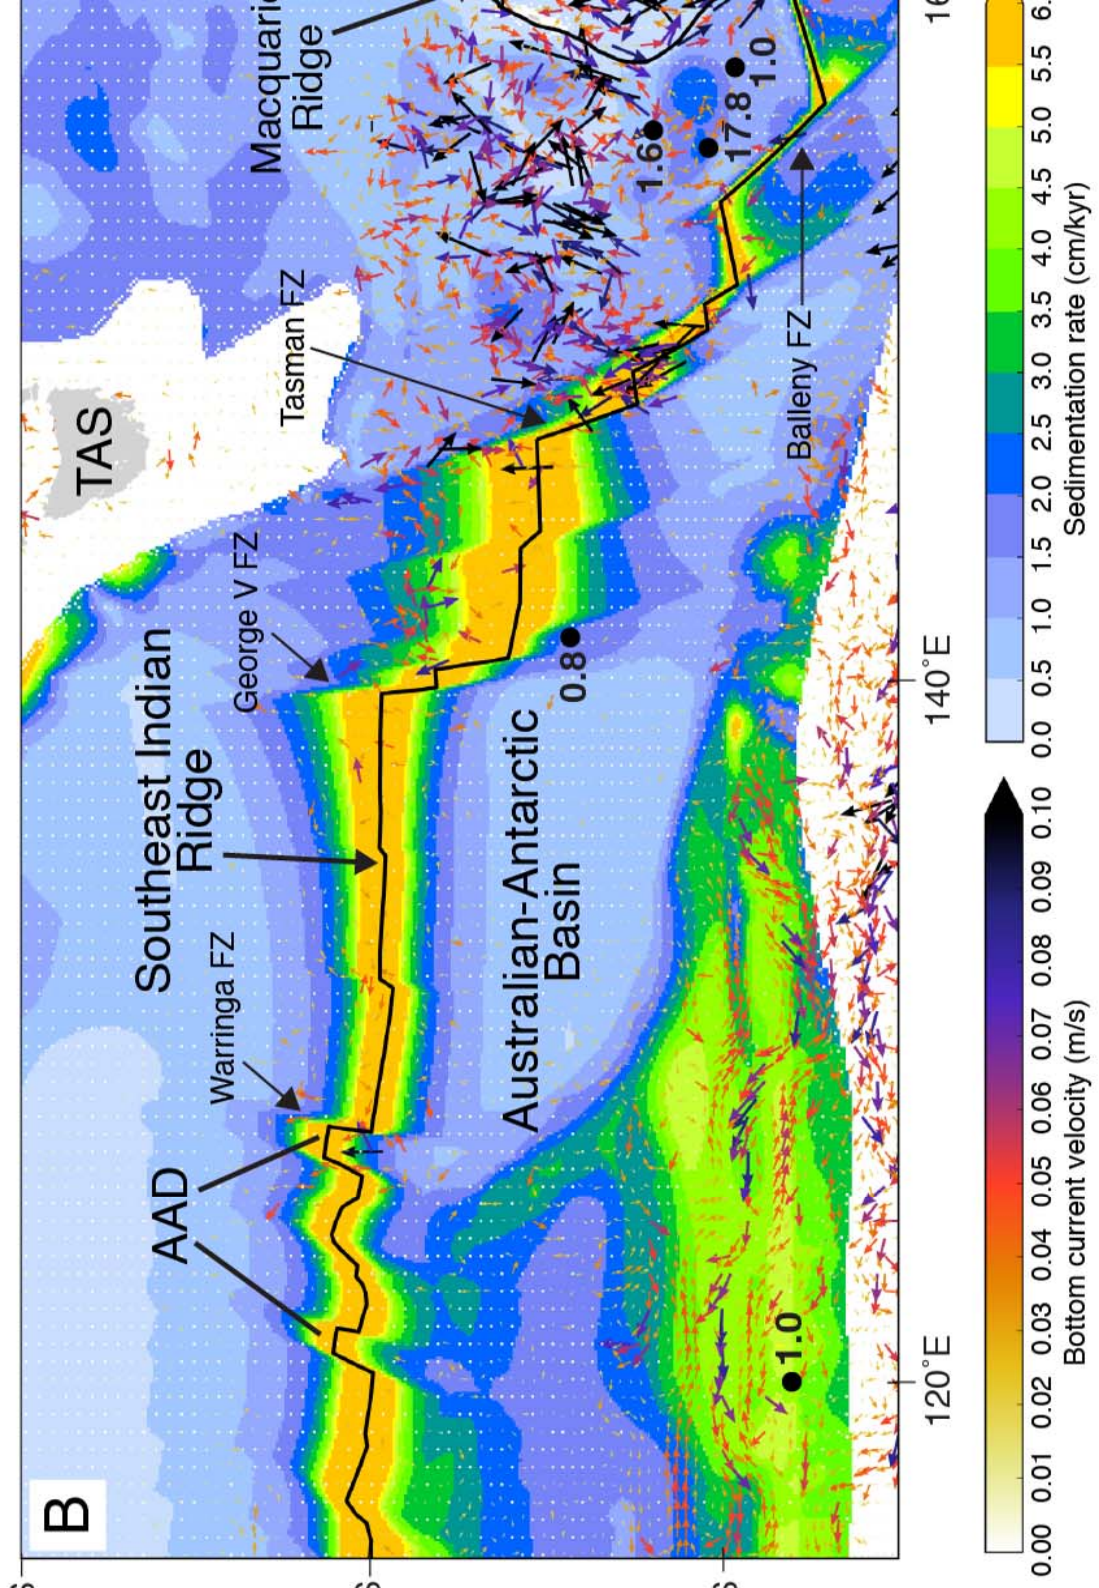 B
TAS
Macquarie
Ridge
Tasman FZ
George V FZ
Southeast Indian
Ridge
Warringa FZ
AAD
Australian-Antarctic
Basin
Balleny FZ
1.6
17.8
1.0
0.8
1.0
120°E
140°E
0.00 0.01 0.02 0.03 0.04 0.05 0.06 0.07 0.08 0.09 0.10
Bottom current velocity (m/s)
0.0 0.5 1.0 1.5 2.0 2.5 3.0 3.5 4.0 4.5 5.0 5.5
Sedimentation rate (cm/kyr)